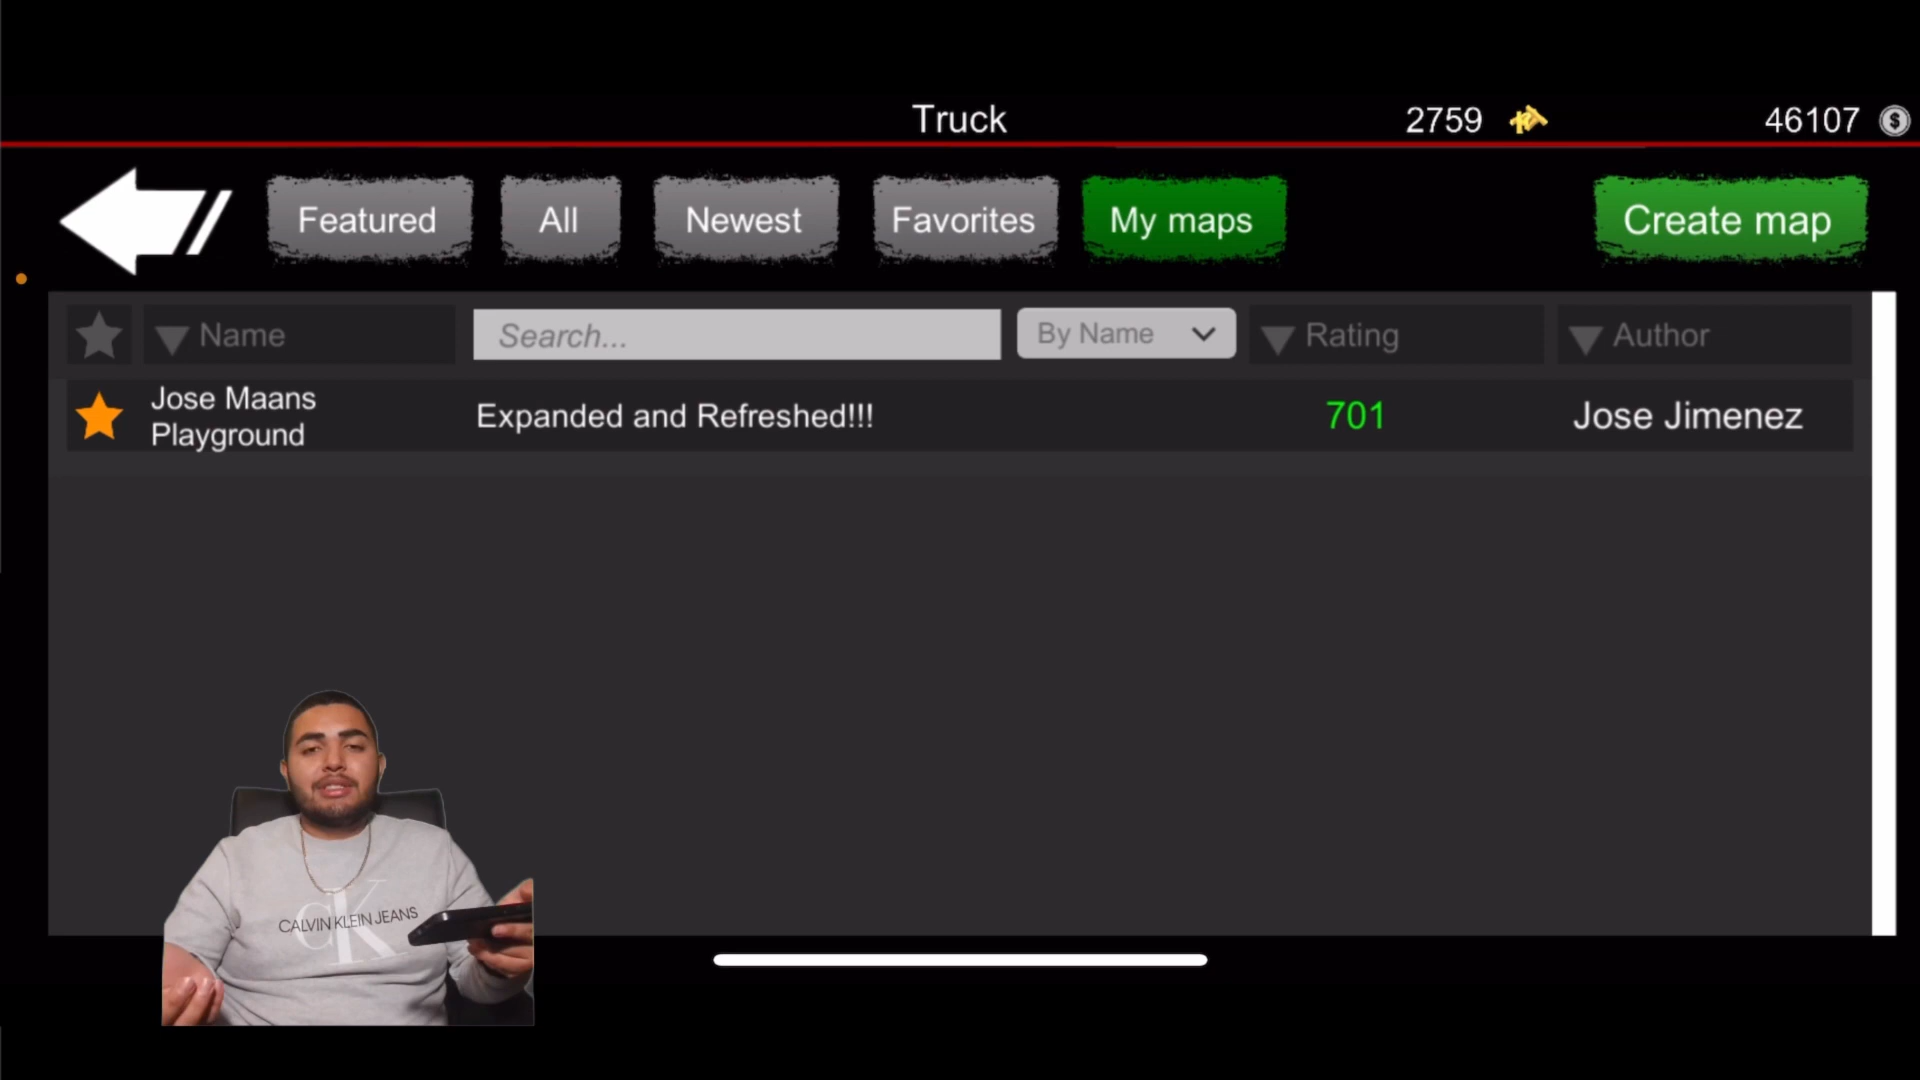 Truck
2759
46107
Featured
All
Newest
Favorites
My maps
Create map
Name
Search...
By Name
Rating
Author
Jose Maans
Playground
Expanded and Refreshed!!!
701
Jose Jimenez
CK
CALVIN KLEIN JEANS